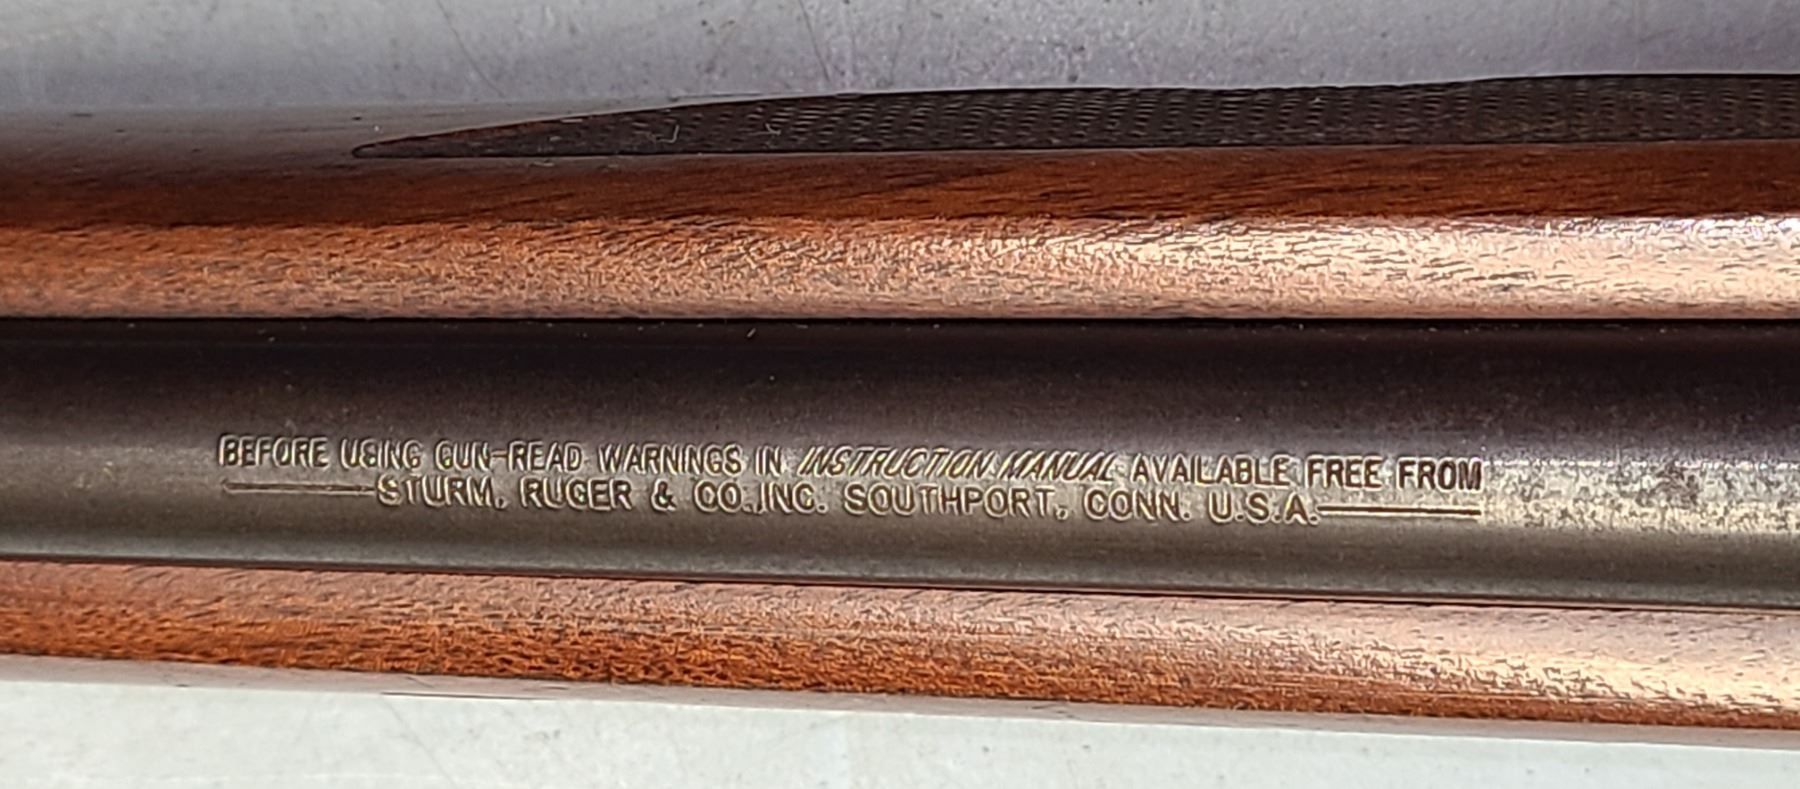 BEFORE USING GUN-READ WARNINGS IN INSTRUCTION MANUAL AVAILABLE FREE FROM
STURM, RUGER & CO., INC. SOUTHPORT, CONN. U.S.A.